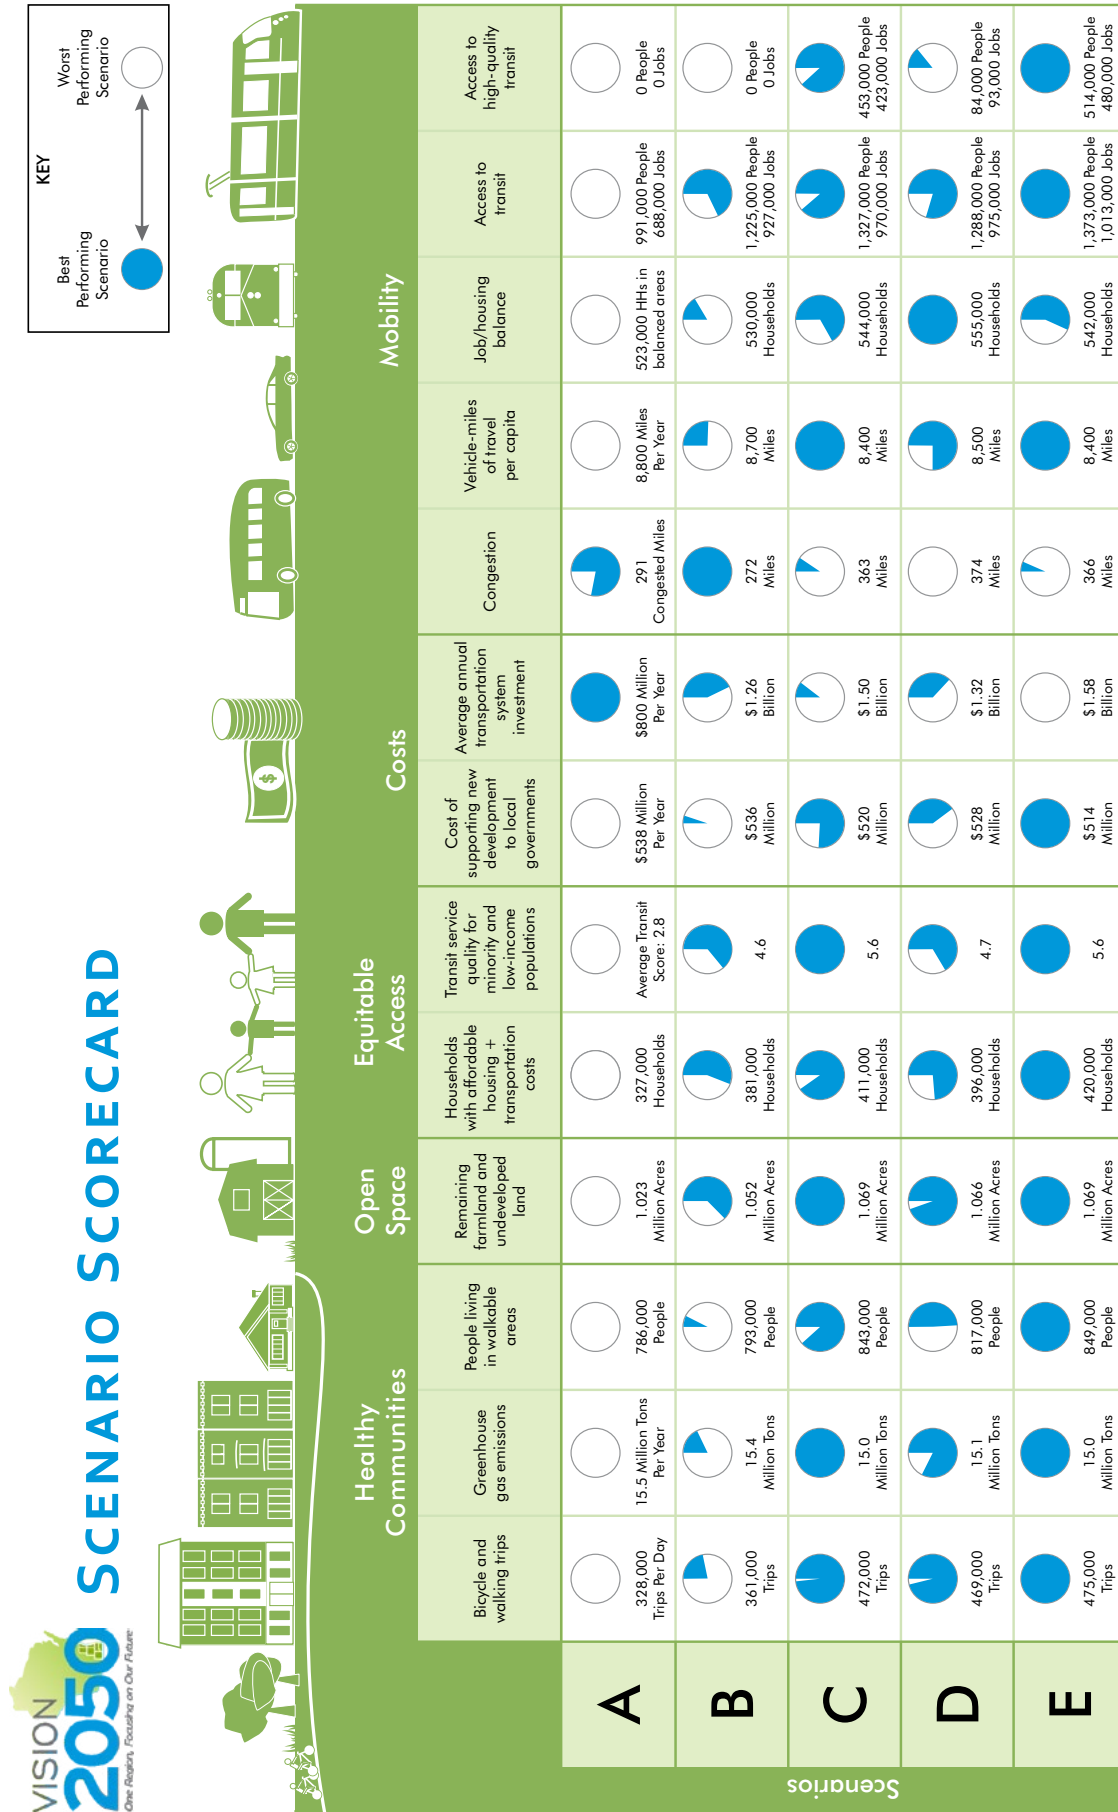 VISION
2050
One Region, Focusing on Our Future
SCENARIO SCORECARD
KEY
Best
Performing
Scenario
Worst
Performing
Scenario
$
Healthy
Communities
Open
Space
Equitable
Access
Costs
Mobility
Bicycle and
walking trips
Greenhouse
gas emissions
People living
in walkable
areas
Remaining
farmland and
undeveloped
land
Households
with affordable
housing +
transportation
costs
Transit service
quality for
minority and
low-income
populations
Cost of
supporting new
development
to local
governments
Average annual
transportation
system
investment
Congestion
Vehicle-miles
of travel
per capita
Job/housing
balance
Access to
transit
Access to
high-quality
transit
Scenarios
A
328,000
Trips Per Day
15.5 Million Tons
Per Year
786,000
People
1.023
Million Acres
327,000
Households
Average Transit
Score: 2.8
$538 Million
Per Year
$800 Million
Per Year
291
Congested Miles
8,800 Miles
Per Year
523,000 HHs in
balanced areas
991,000 People
688,000 Jobs
0 People
0 Jobs
B
361,000
Trips
15.4
Million Tons
793,000
People
1.052
Million Acres
381,000
Households
4.6
$536
Million
$1.26
Billion
272
Miles
8,700
Miles
530,000
Households
1,225,000 People
927,000 Jobs
0 People
0 Jobs
C
472,000
Trips
15.0
Million Tons
843,000
People
1.069
Million Acres
411,000
Households
5.6
$520
Million
$1.50
Billion
363
Miles
8,400
Miles
544,000
Households
1,327,000 People
970,000 Jobs
453,000 People
423,000 Jobs
D
469,000
Trips
15.1
Million Tons
817,000
People
1.066
Million Acres
396,000
Households
4.7
$528
Million
$1.32
Billion
374
Miles
8,500
Miles
555,000
Households
1,288,000 People
975,000 Jobs
84,000 People
93,000 Jobs
E
475,000
Trips
15.0
Million Tons
849,000
People
1.069
Million Acres
420,000
Households
5.6
$514
Million
$1.58
Billion
366
Miles
8,400
Miles
542,000
Households
1,373,000 People
1,013,000 Jobs
514,000 People
480,000 Jobs